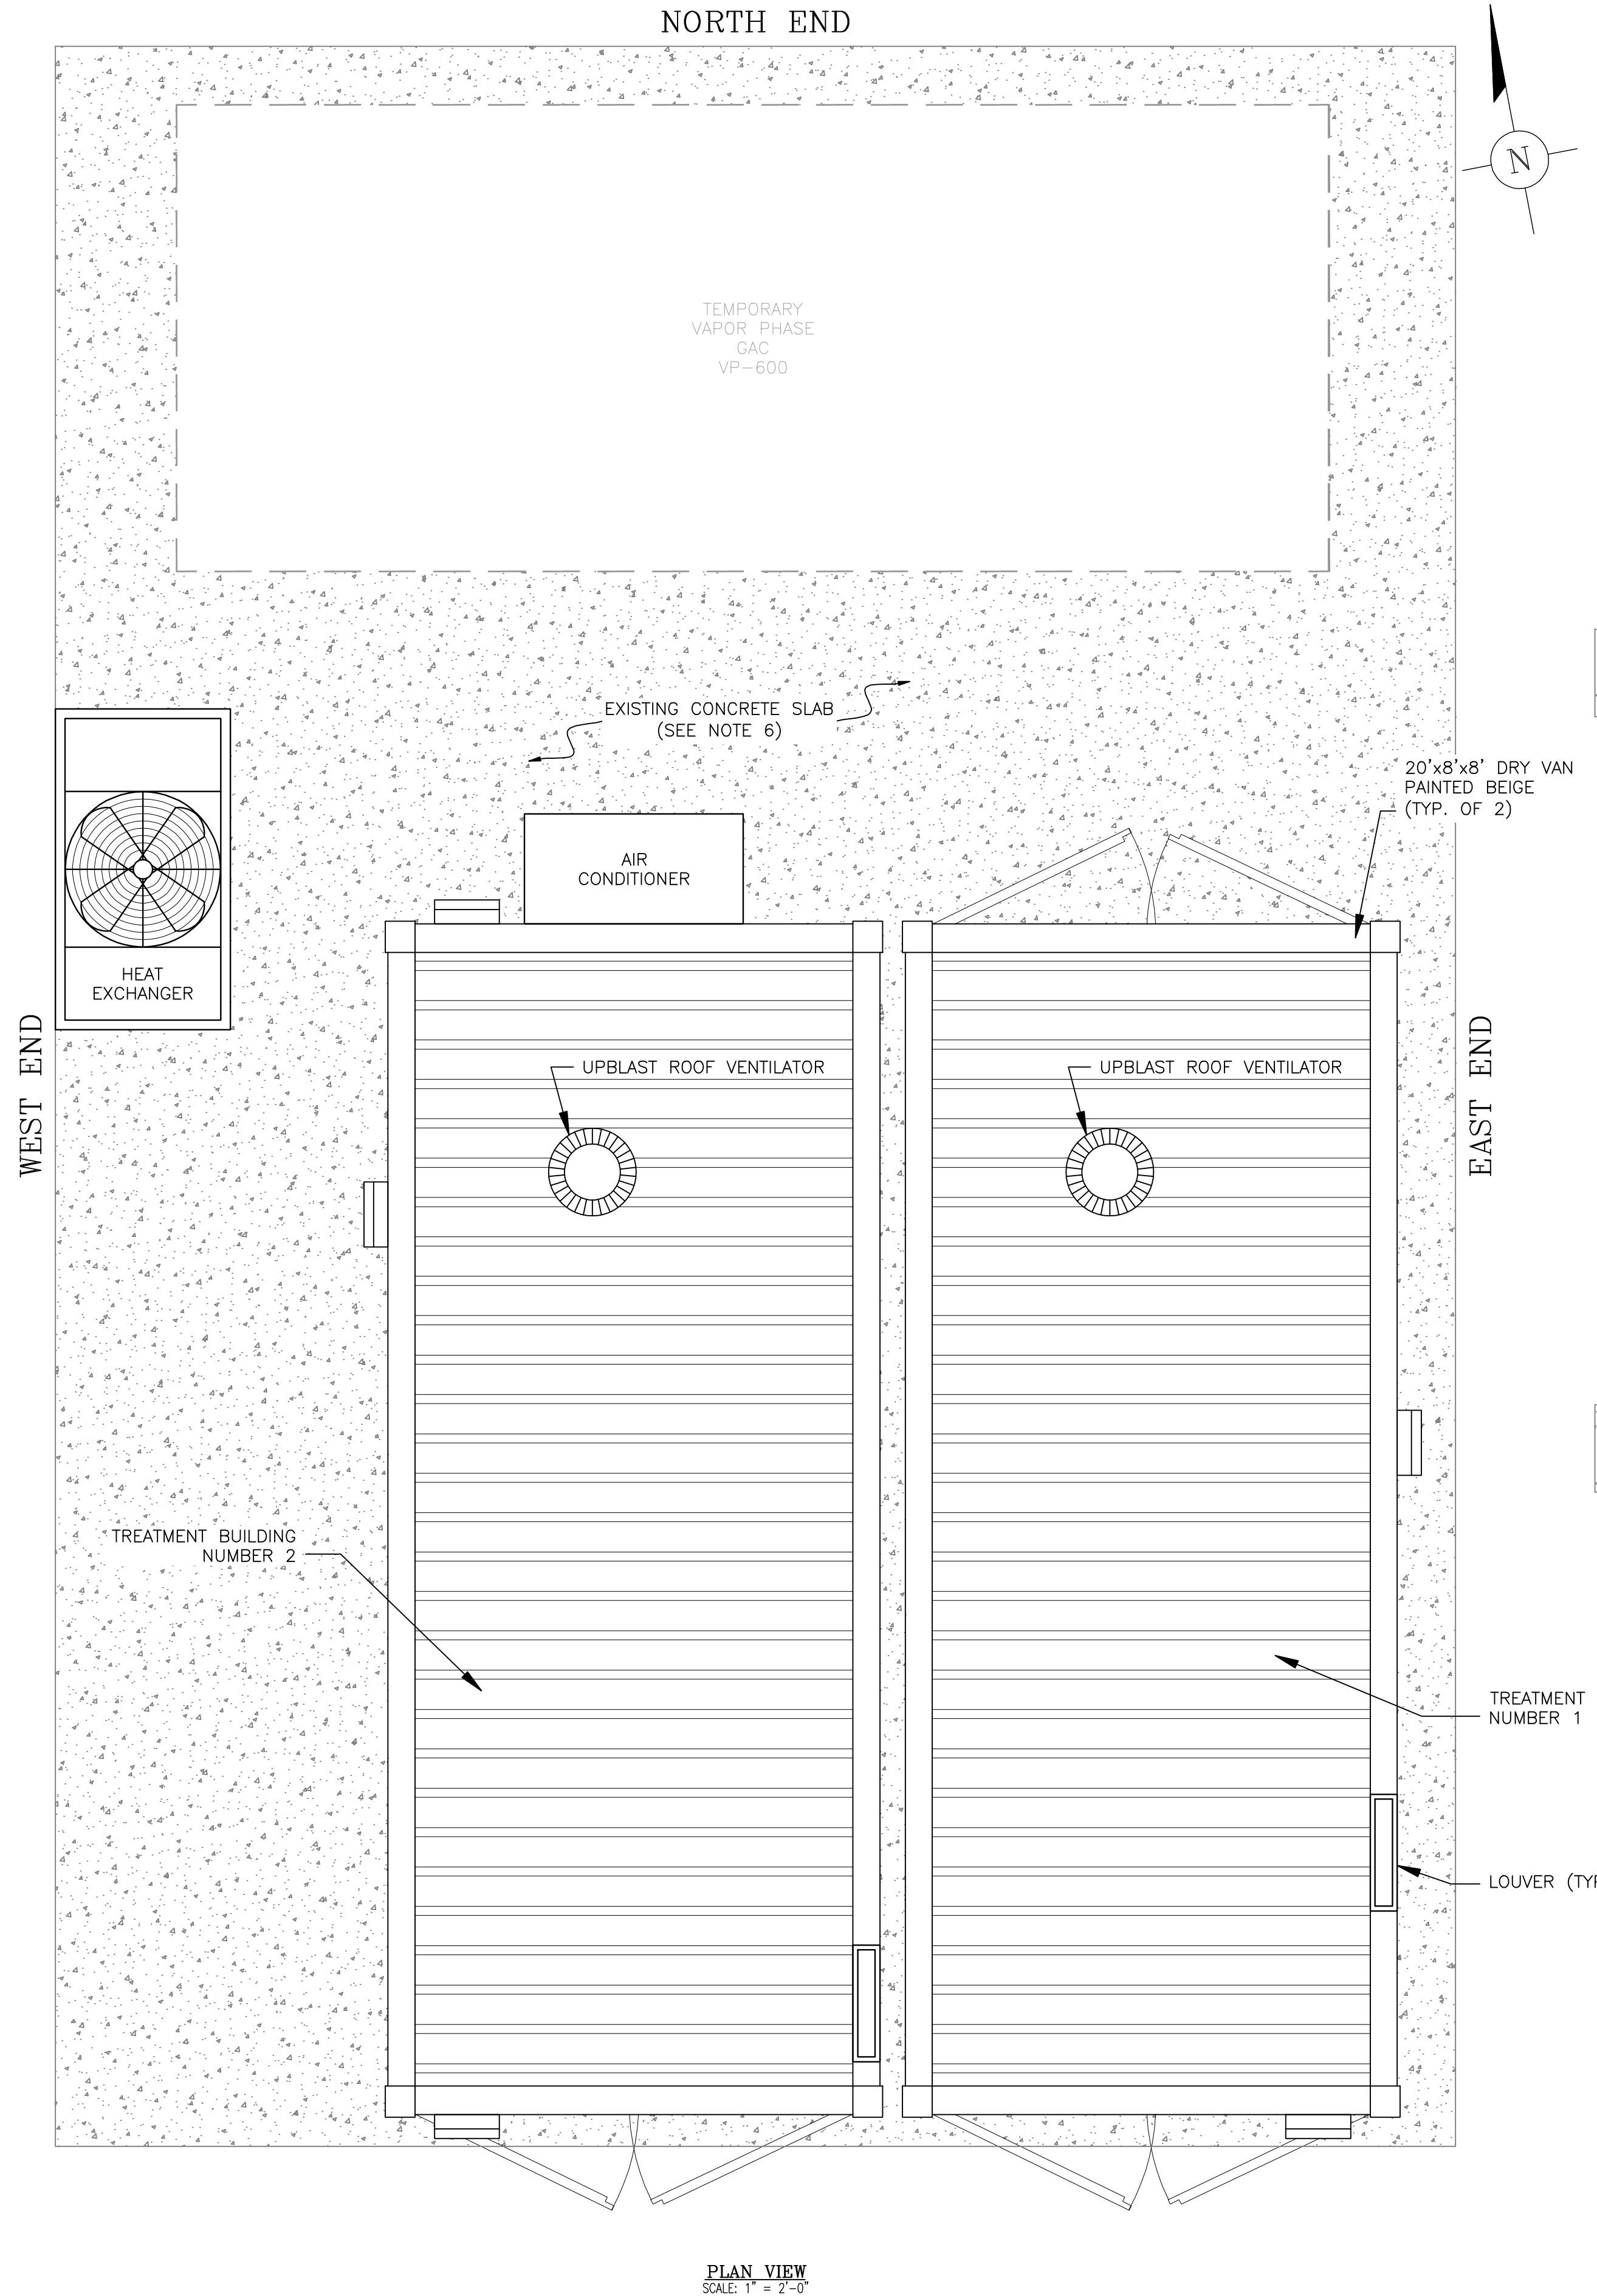 NORTH END
N
TEMPORARY
VAPOR PHASE
GAC
VP-600
EXISTING CONCRETE SLAB
(SEE NOTE 6)
20'x8'x8' DRY VAN
PAINTED BEIGE
(TYP. OF 2)
AIR
CONDITIONER
HEAT
EXCHANGER
WEST END
EAST END
UPBLAST ROOF VENTILATOR
UPBLAST ROOF VENTILATOR
TREATMENT BUILDING
NUMBER 2
TREATMENT
NUMBER 1
LOUVER (TYP
PLAN VIEW
SCALE: 1" = 2'-0"